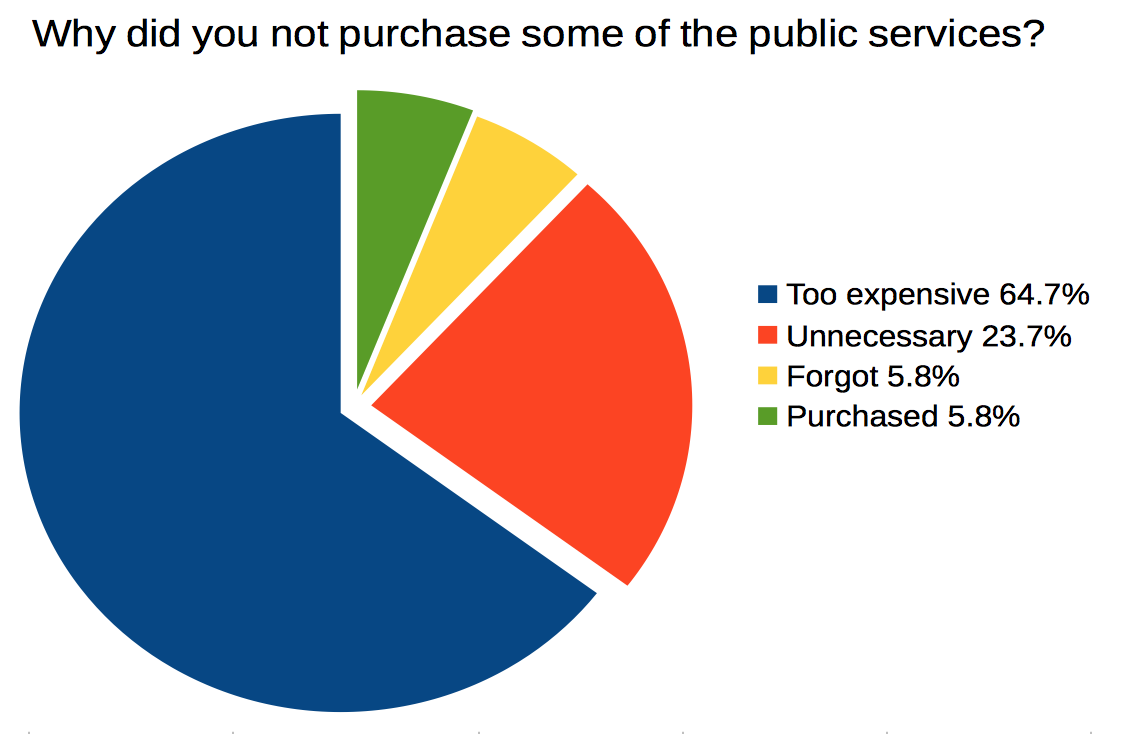 Why did you not purchase some of the public services?
Too expensive 64.7%
Unnecessary 23.7%
Forgot 5.8%
Purchased 5.8%